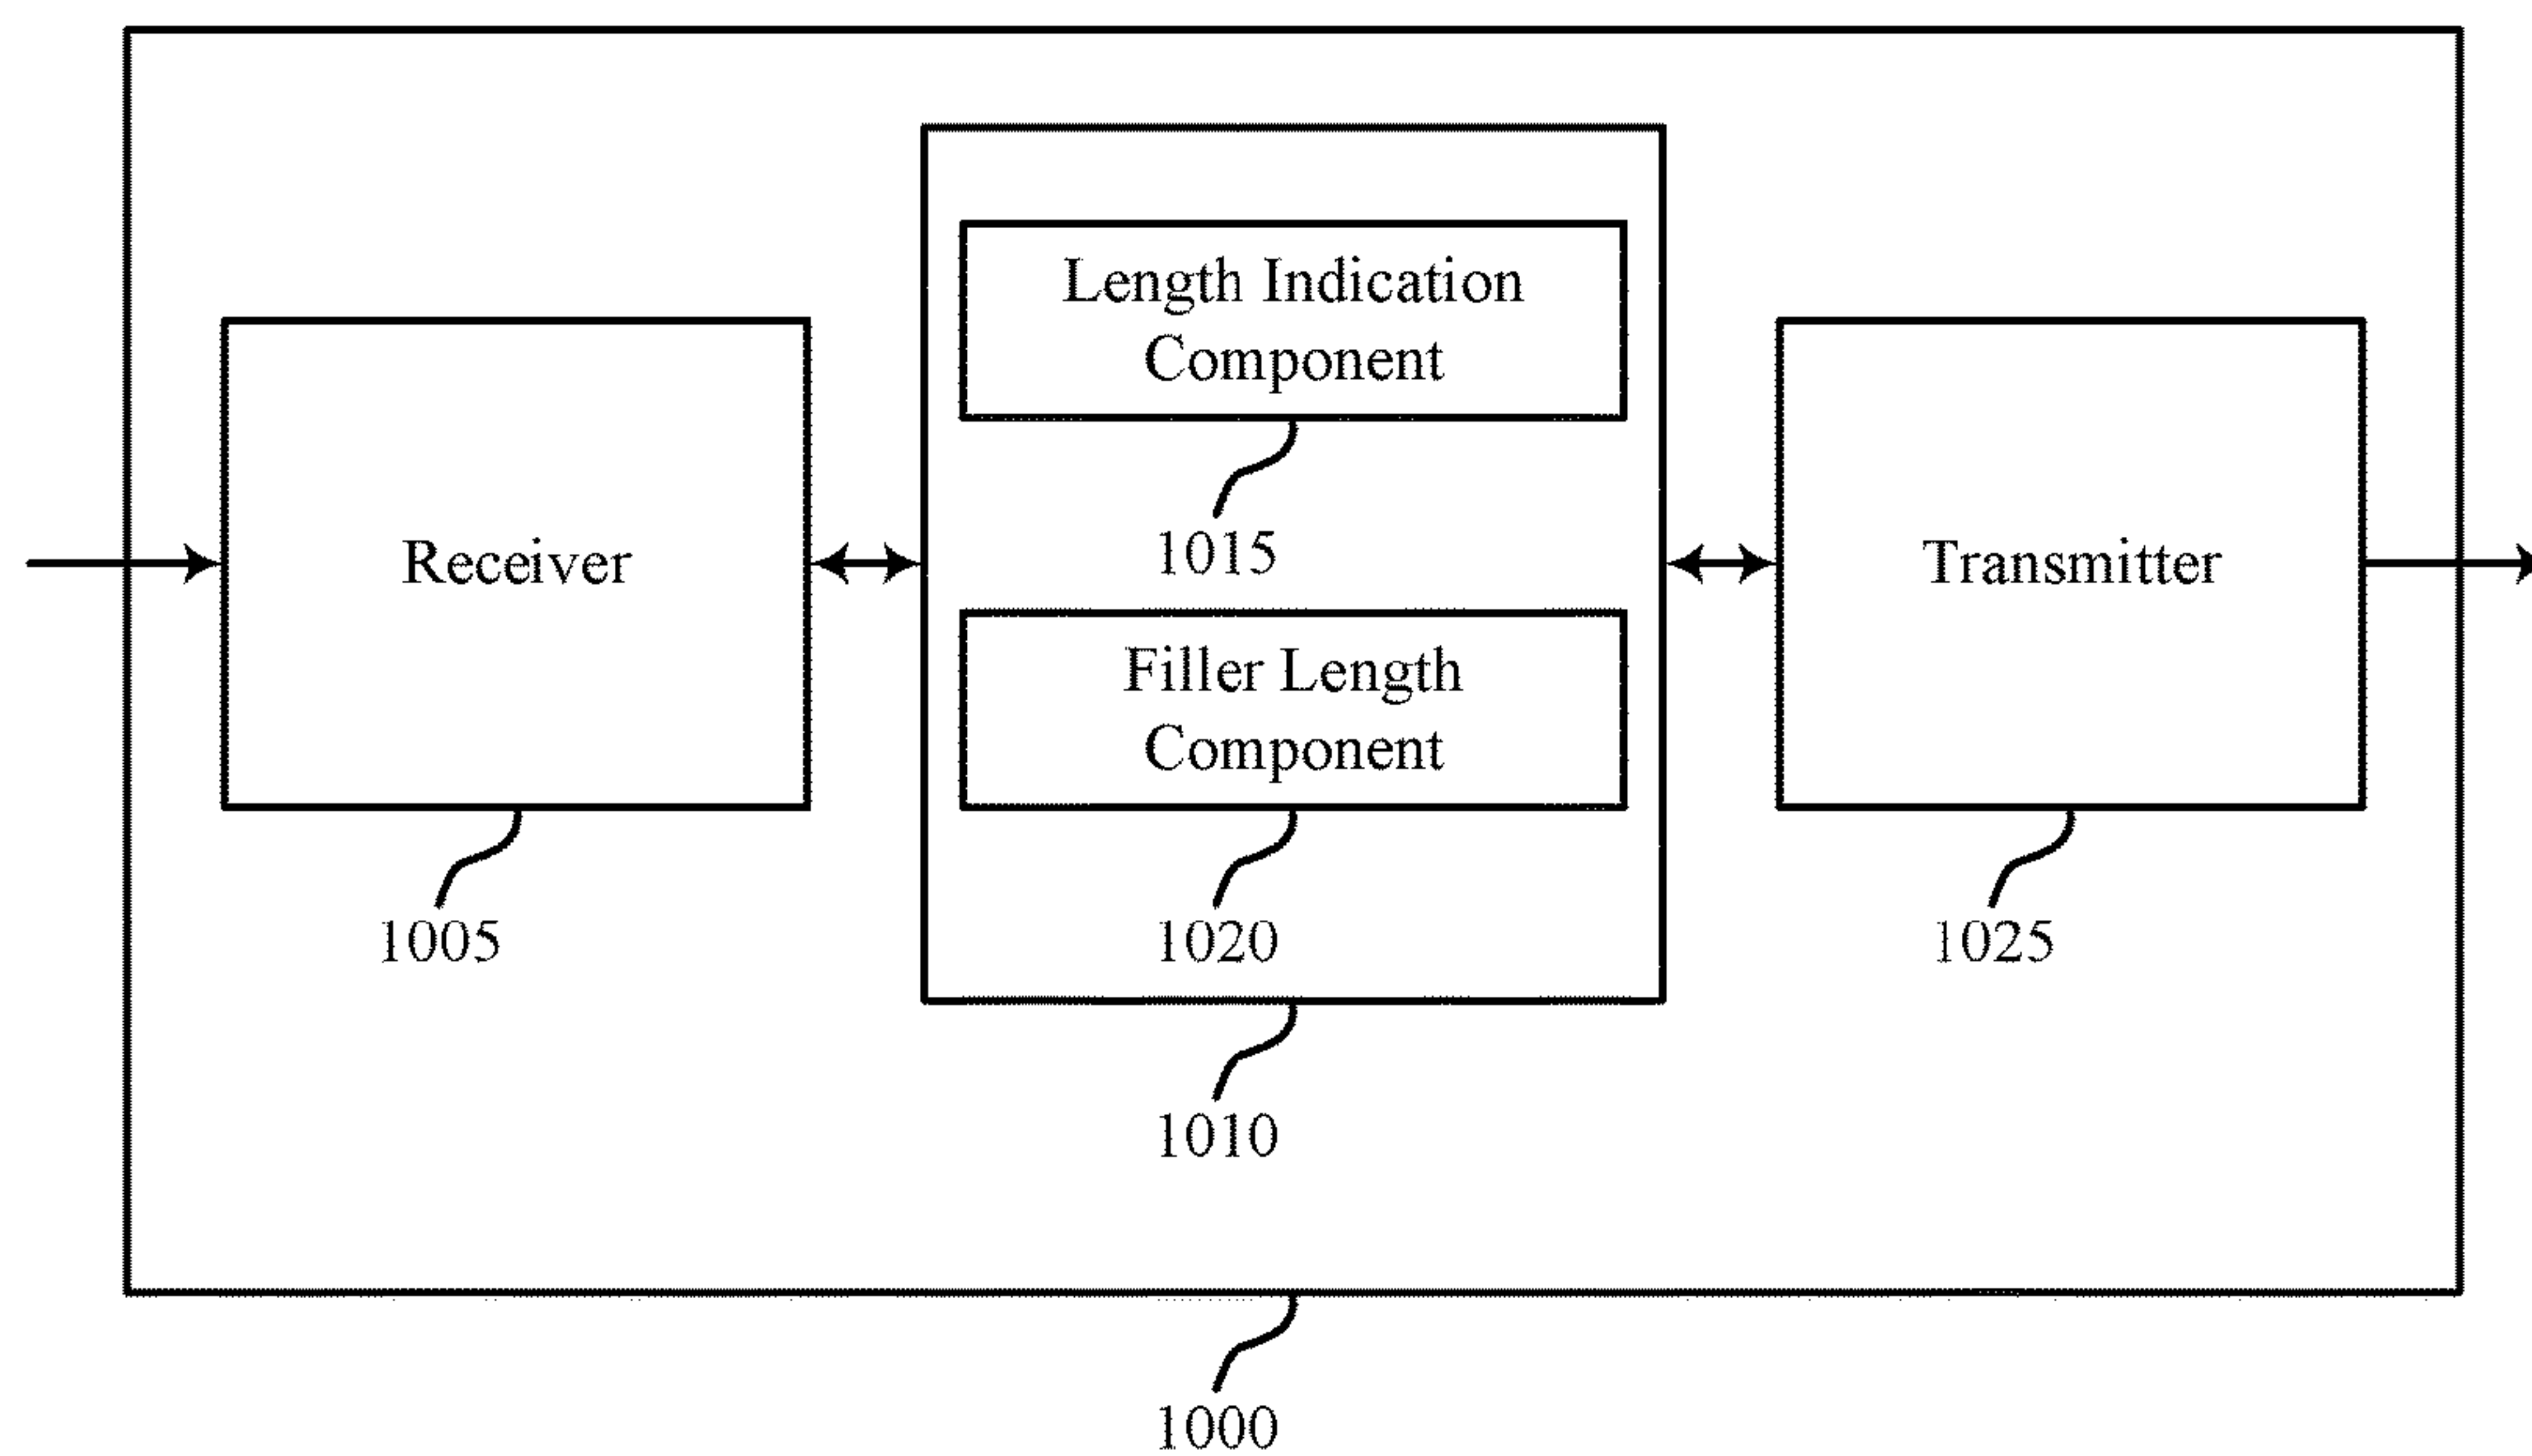 Length Indication
Component
1015
Receiver
Transmitter
Filler Length
Component
1005
1020
1025
1010
1000